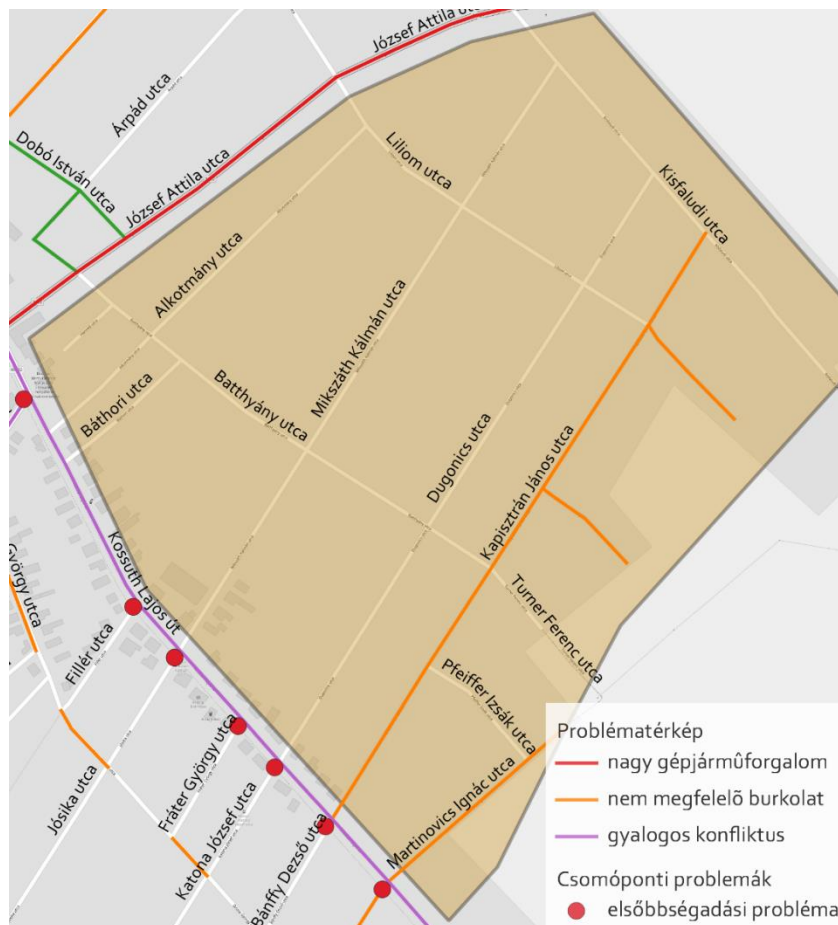 József Attila utca
Árpád utca
Dobó István utca
József Attila utca
Liliom utca
Kisfaludi utca
Alkotmány utca
Mikszáth Kálmán utca
Báthori utca
Batthyány utca
Dugonics utca
Kapisztrán János utca
György utca
Kossuth Lajos út
Fillér utca
Turner Ferenc utca
Pfeiffer Izsák utca
Jósika utca
Fráter György utca
Katona József utca
Bánffy Dezső utca
Martinovics Ignác utca
Problématérkép
nagy gépjárműforgalom
nem megfelelő burkolat
gyalogos konfliktus
Csomóponti problemák
elsőbbségadási probléma